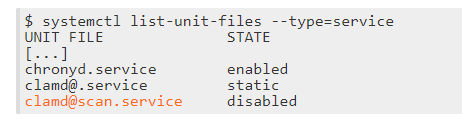 $ systemctl list-unit-files --type=service
UNIT FILE                STATE
[...]
chronyd.service          enabled
clamd@.service           static
clamd@scan.service       disabled